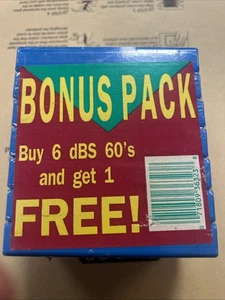 BONUS PACK
Buy 6 dBS 60's
and get 1
FREE!